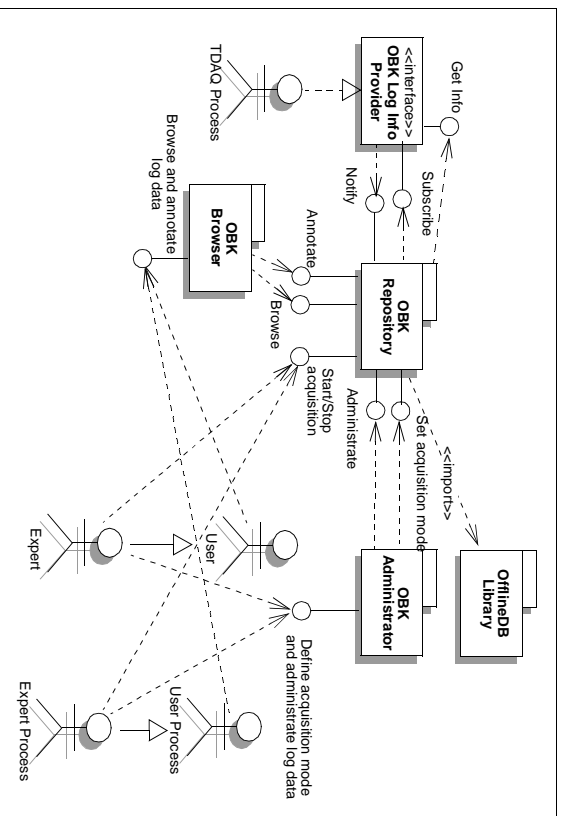 <<interface>>
OBK Log Info
Provider
Get Info
TDAQ Process
Subscribe
Notify
OBK
Repository
Annotate
Browse
Start/Stop
acquisition
OBK
Browser
Browse and annotate
log data
Set acquisition mode
Administrate
<<import>>
OfflineDB
Library
OBK
Administrator
Define acquisition mode
and administrate log data
User
Expert
User Process
Expert Process